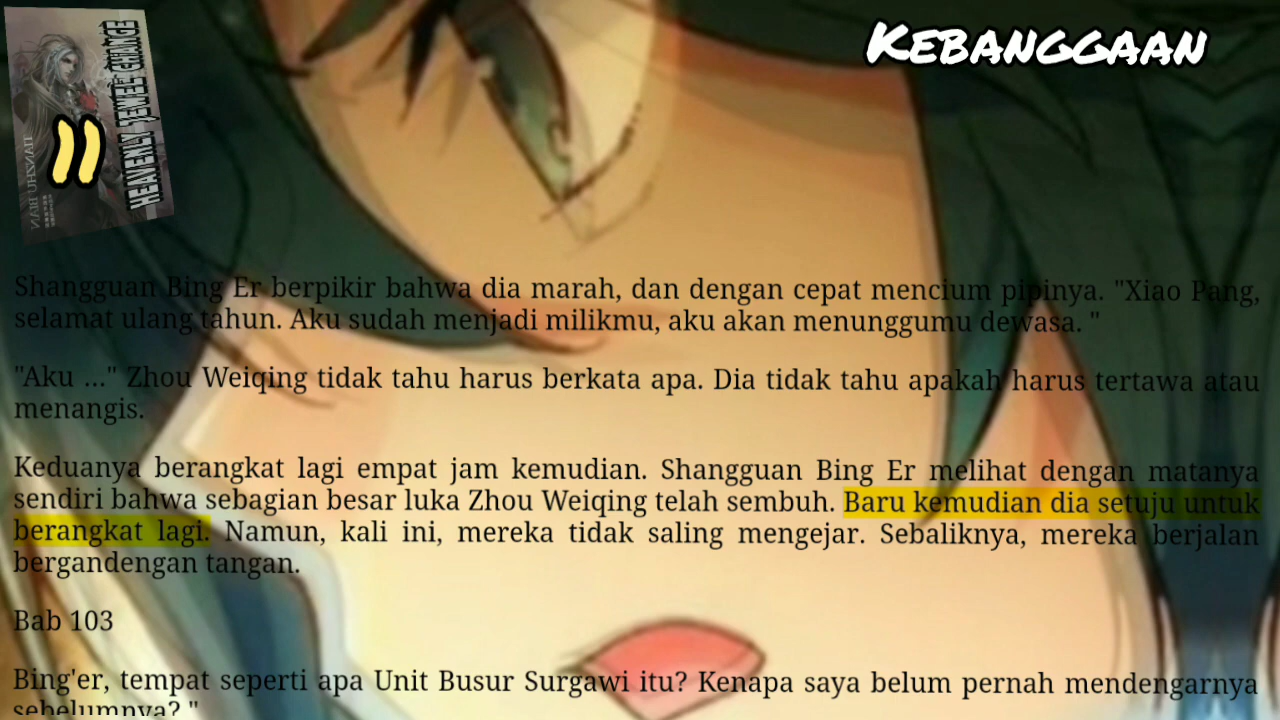 KEBANGGAAN
HEAVENLY JEWEL CHANGE
TIANZHU BIAN
11
Shangguan Bing Er berpikir bahwa dia marah, dan dengan cepat mencium pipinya. "Xiao Pang,
selamat ulang tahun. Aku sudah menjadi milikmu, aku akan menunggumu dewasa. "
"Aku ..." Zhou Weiqing tidak tahu harus berkata apa. Dia tidak tahu apakah harus tertawa atau
menangis.
Keduanya berangkat lagi empat jam kemudian. Shangguan Bing Er melihat dengan matanya
sendiri bahwa sebagian besar luka Zhou Weiqing telah sembuh. Baru kemudian dia setuju untuk
berangkat lagi. Namun, kali ini, mereka tidak saling mengejar. Sebaliknya, mereka berjalan
bergandengan tangan.
Bab 103
Bing'er, tempat seperti apa Unit Busur Surgawi itu? Kenapa saya belum pernah mendengarnya
sebelumnya? "